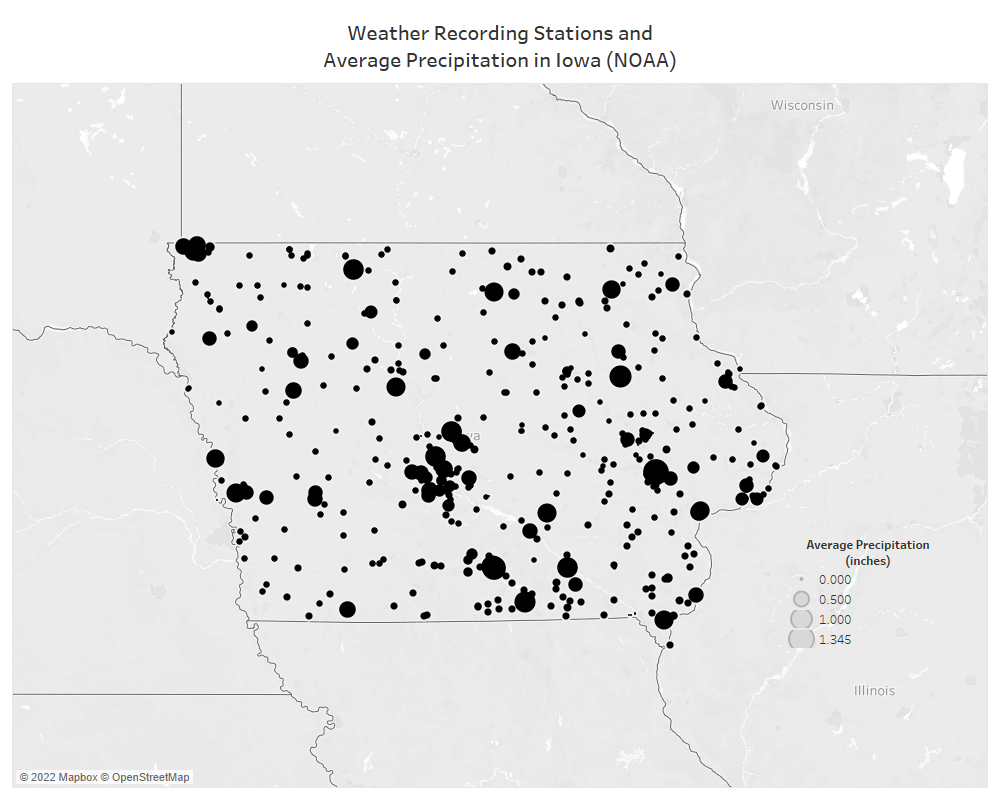 Weather Recording Stations and
Average Precipitation in Iowa (NOAA)
Wisconsin
Average Precipitation
(inches)
0.000
0.500
1.000
1.345
Illinois
© 2022 Mapbox © OpenStreetMap